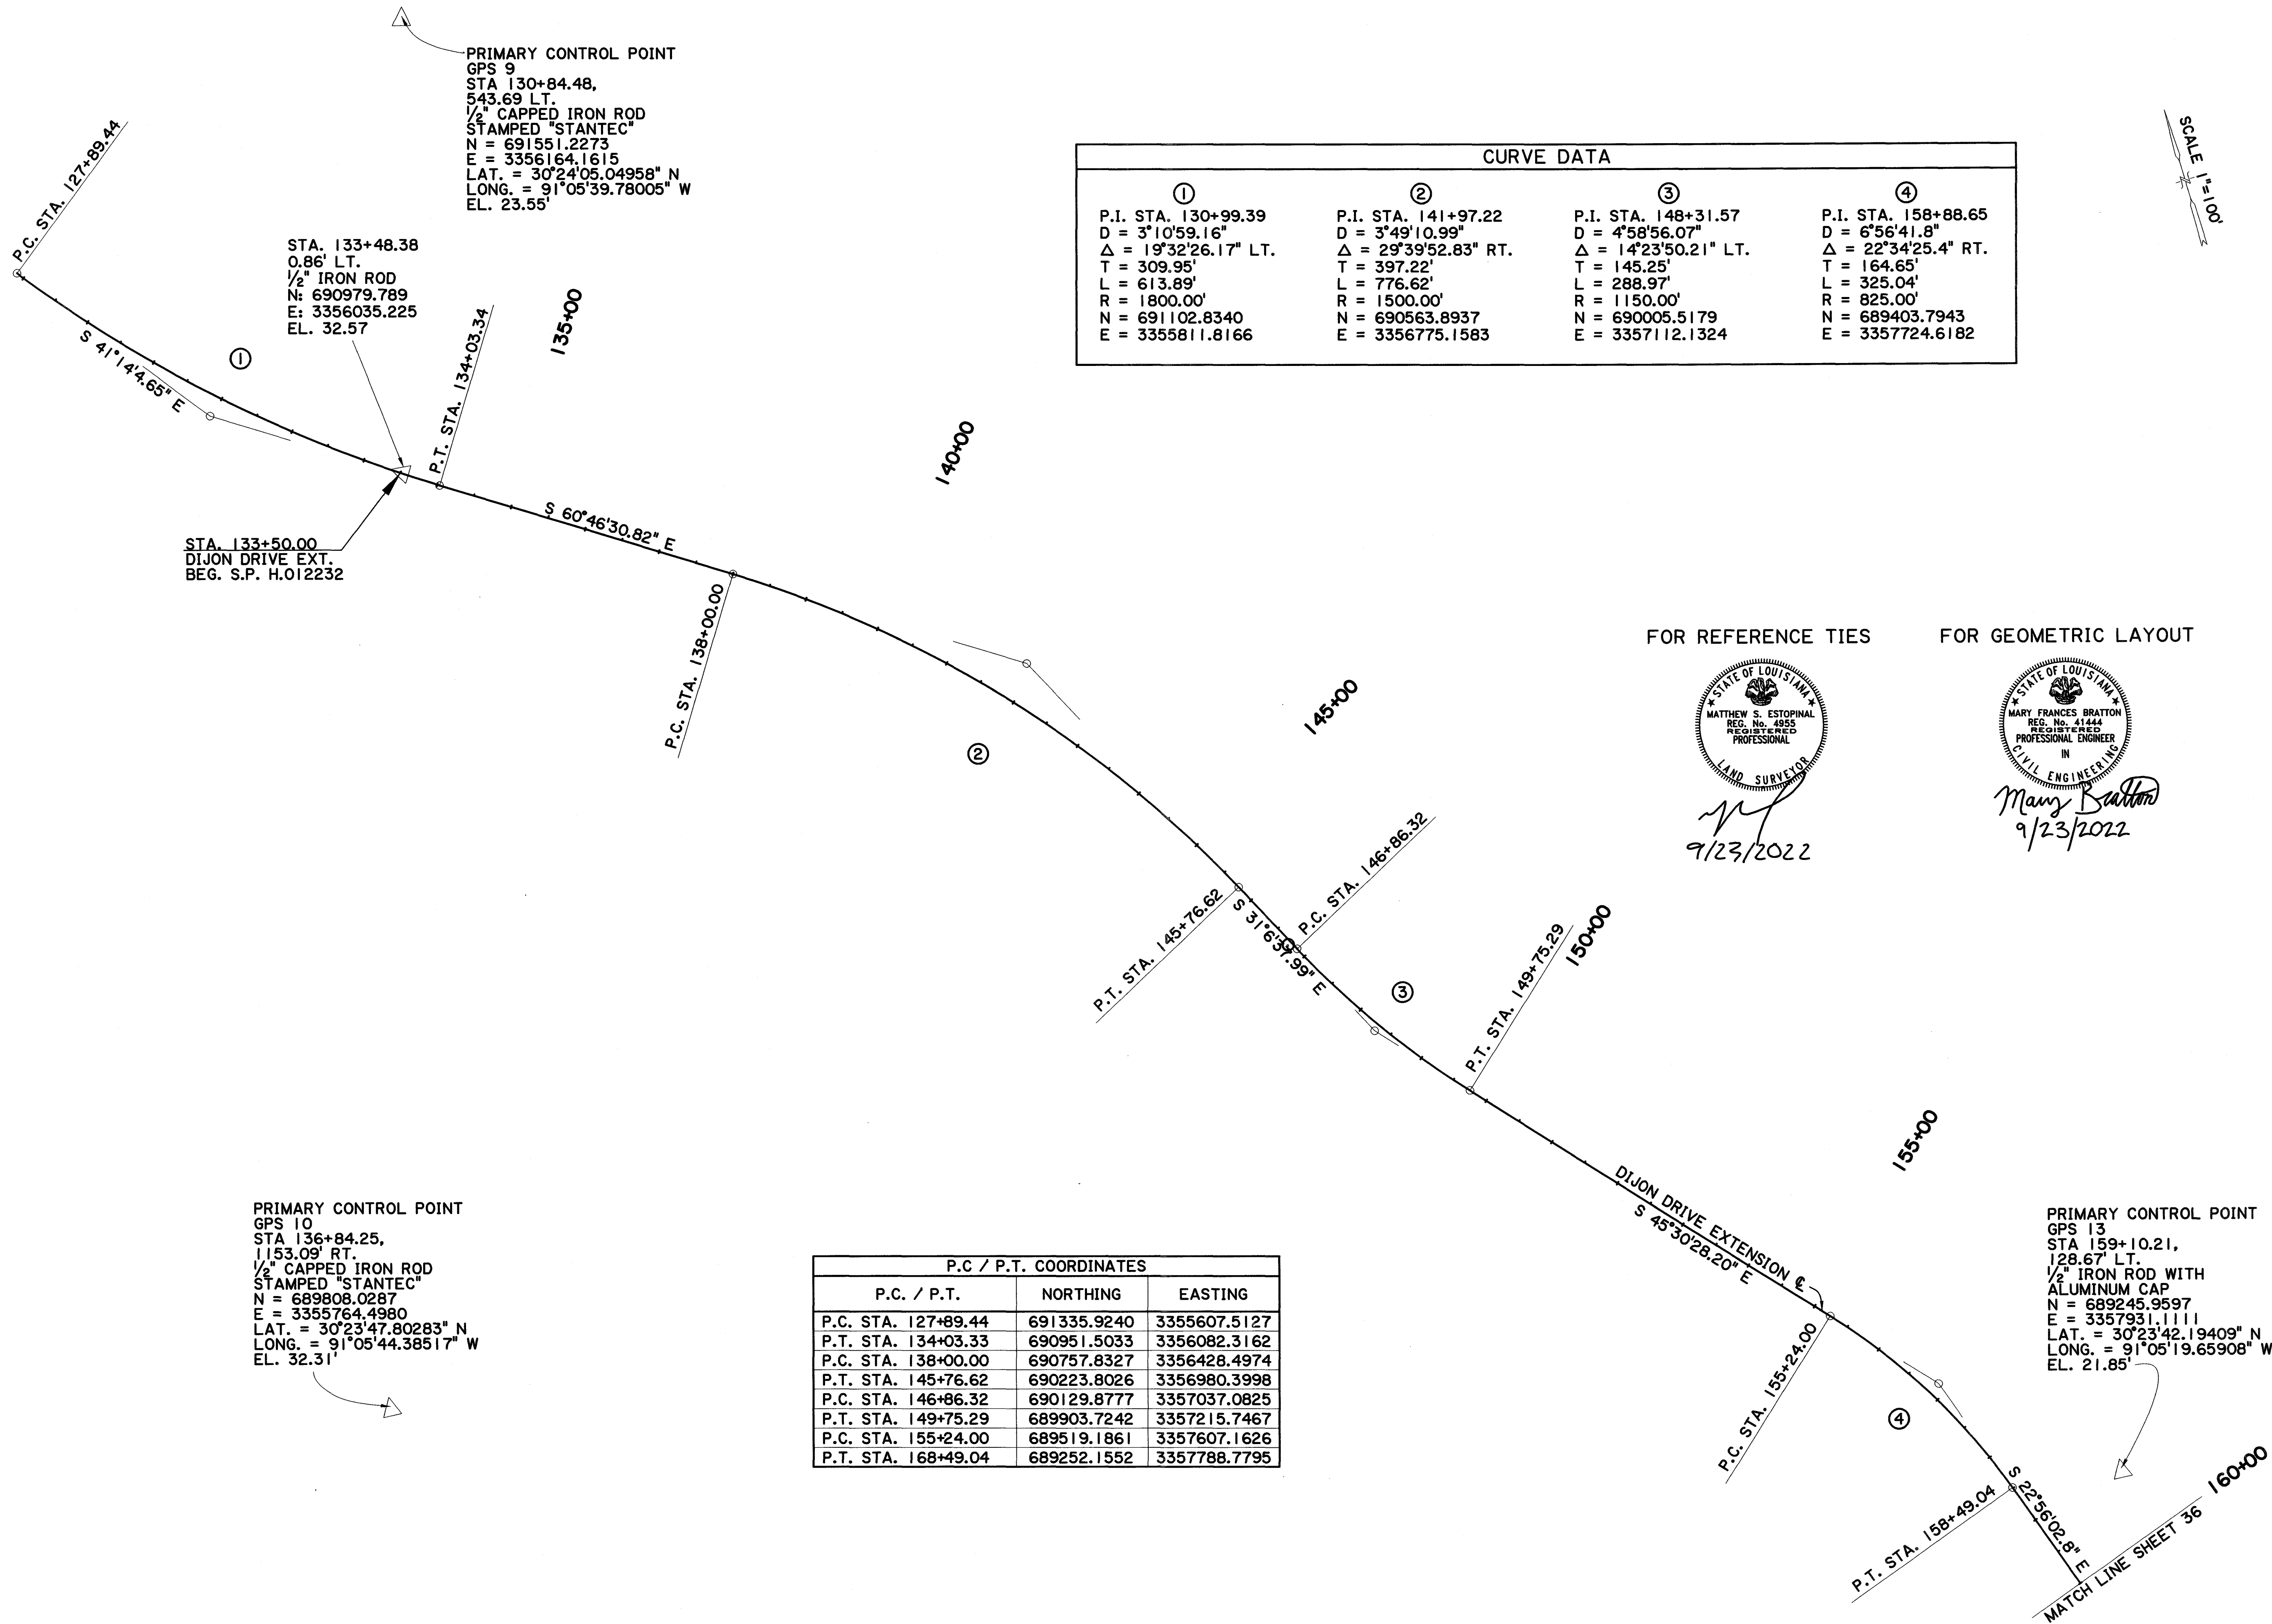 PRIMARY CONTROL POINT
GPS 9
STA 130+84.48,
543.69 LT.
1/2" CAPPED IRON ROD
STAMPED "STANTEC"
N = 691551.2273
E = 3356164.1615
LAT. = 30°24'05.04958" N
LONG. = 91°05'39.78005" W
EL. 23.55'
P.C. STA. 127+89.44
STA. 133+48.38
0.86' LT.
1/2" IRON ROD
N: 690979.789
E: 3356035.225
EL. 32.57
S 41°14'4.65" E
①
P.T. STA. 134+03.34
135+00
STA. 133+50.00
DIJON DRIVE EXT.
BEG. S.P. H.012232
S 60°46'30.82" E
P.C. STA. 138+00.00
140+00
②
145+00
CURVE DATA
① ② ③ ④
P.I. STA. 130+99.39 P.I. STA. 141+97.22 P.I. STA. 148+31.57 P.I. STA. 158+88.65
D = 3°10'59.16" D = 3°49'10.99" D = 4°58'56.07" D = 6°56'41.8"
Δ = 19°32'26.17" LT. Δ = 29°39'52.83" RT. Δ = 14°23'50.21" LT. Δ = 22°34'25.4" RT.
T = 309.95' T = 397.22' T = 145.25' T = 164.65'
L = 613.89' L = 776.62' L = 288.97' L = 325.04'
R = 1800.00' R = 1500.00' R = 1150.00' R = 825.00'
N = 691102.8340 N = 690563.8937 N = 690005.5179 N = 689403.7943
E = 3355811.8166 E = 3356775.1583 E = 3357112.1324 E = 3357724.6182
SCALE 1"=100'
N
FOR REFERENCE TIES
STATE OF LOUISIANA
MATTHEW S. ESTOPINAL
REG. No. 4955
REGISTERED
PROFESSIONAL
LAND SURVEYOR
9/23/2022
FOR GEOMETRIC LAYOUT
STATE OF LOUISIANA
MARY FRANCES BRATTON
REG. No. 41444
REGISTERED
PROFESSIONAL ENGINEER
IN
CIVIL ENGINEERING
Mary Bratton
9/23/2022
P.T. STA. 145+76.62
S 31°6'37.99" E
P.C. STA. 146+86.32
③
P.T. STA. 149+75.29
150+00
DIJON DRIVE EXTENSION ℄
S 45°30'28.20" E
155+00
P.C. STA. 155+24.00
④
P.T. STA. 158+49.04
S 22°56'02.8" E
MATCH LINE SHEET 36
160+00
PRIMARY CONTROL POINT
GPS 10
STA 136+84.25,
1153.09' RT.
1/2" CAPPED IRON ROD
STAMPED "STANTEC"
N = 689808.0287
E = 3355764.4980
LAT. = 30°23'47.80283" N
LONG. = 91°05'44.38517" W
EL. 32.31'
P.C / P.T. COORDINATES
P.C. / P.T. NORTHING EASTING
P.C. STA. 127+89.44 691335.9240 3355607.5127
P.T. STA. 134+03.33 690951.5033 3356082.3162
P.C. STA. 138+00.00 690757.8327 3356428.4974
P.T. STA. 145+76.62 690223.8026 3356980.3998
P.C. STA. 146+86.32 690129.8777 3357037.0825
P.T. STA. 149+75.29 689903.7242 3357215.7467
P.C. STA. 155+24.00 689519.1861 3357607.1626
P.T. STA. 168+49.04 689252.1552 3357788.7795
PRIMARY CONTROL POINT
GPS 13
STA 159+10.21,
128.67' LT.
1/2" IRON ROD WITH
ALUMINUM CAP
N = 689245.9597
E = 3357931.1111
LAT. = 30°23'42.19409" N
LONG. = 91°05'19.65908" W
EL. 21.85'